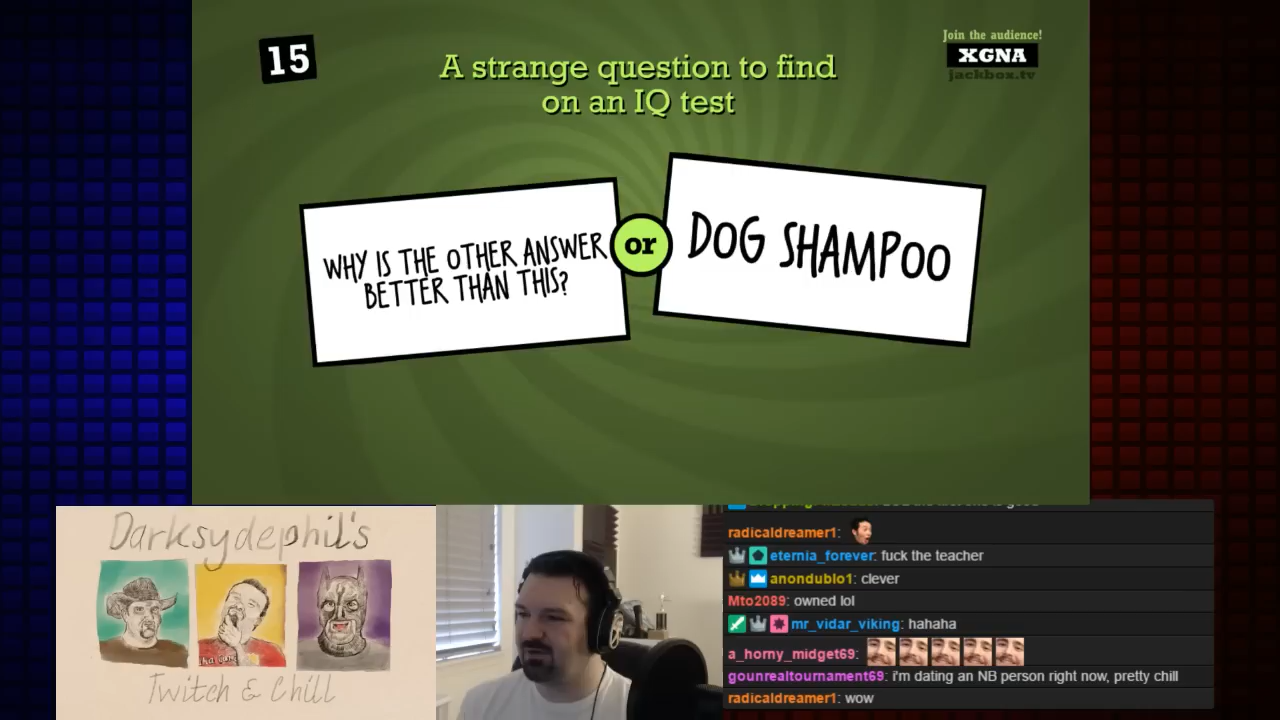 15
A strange question to find
on an IQ test
Join the audience!
XGNA
jackbox.tv
WHY IS THE OTHER ANSWER
BETTER THAN THIS?
or
DOG SHAMPOO
Darksydephil's
Twitch & Chill
radicaldreamer1:
eternia_forever: fuck the teacher
anondublo1: clever
Mto2089: owned lol
mr_vidar_viking: hahaha
a_horny_midget69:
gounrealtournament69: i'm dating an NB person right now, pretty chill
radicaldreamer1: wow